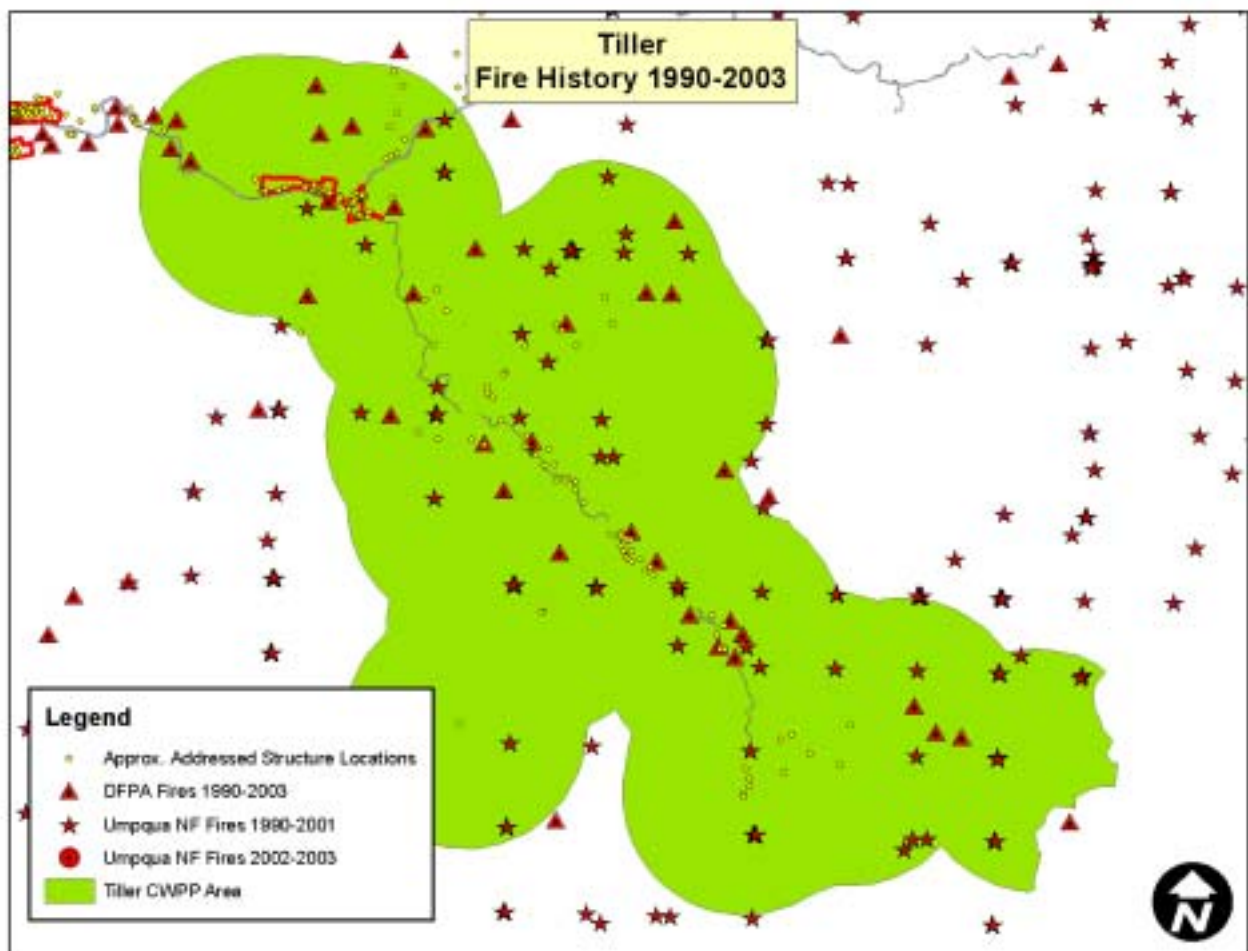 Tiller
Fire History 1990-2003
Legend
Approx. Addressed Structure Locations
DFPA Fires 1990-2003
Umpqua NF Fires 1990-2001
Umpqua NF Fires 2002-2003
Tiller CWPP Area
N